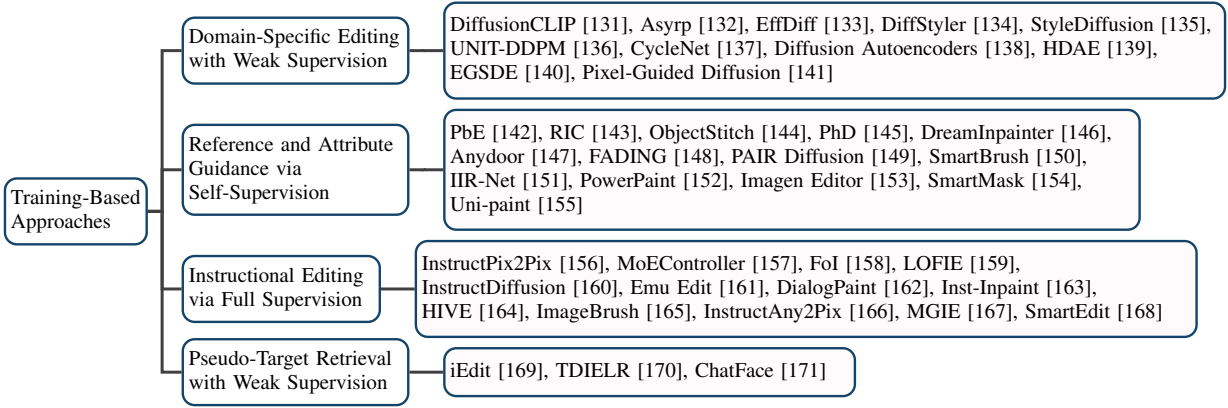 Training-Based
Approaches
Domain-Specific Editing
with Weak Supervision
DiffusionCLIP [131], Asyrp [132], EffDiff [133], DiffStyler [134], StyleDiffusion [135],
UNIT-DDPM [136], CycleNet [137], Diffusion Autoencoders [138], HDAE [139],
EGSDE [140], Pixel-Guided Diffusion [141]
Reference and Attribute
Guidance via
Self-Supervision
PbE [142], RIC [143], ObjectStitch [144], PhD [145], DreamInpainter [146],
Anydoor [147], FADING [148], PAIR Diffusion [149], SmartBrush [150],
IIR-Net [151], PowerPaint [152], Imagen Editor [153], SmartMask [154],
Uni-paint [155]
Instructional Editing
via Full Supervision
InstructPix2Pix [156], MoEController [157], FoI [158], LOFIE [159],
InstructDiffusion [160], Emu Edit [161], DialogPaint [162], Inst-Inpaint [163],
HIVE [164], ImageBrush [165], InstructAny2Pix [166], MGIE [167], SmartEdit [168]
Pseudo-Target Retrieval
with Weak Supervision
iEdit [169], TDIELR [170], ChatFace [171]